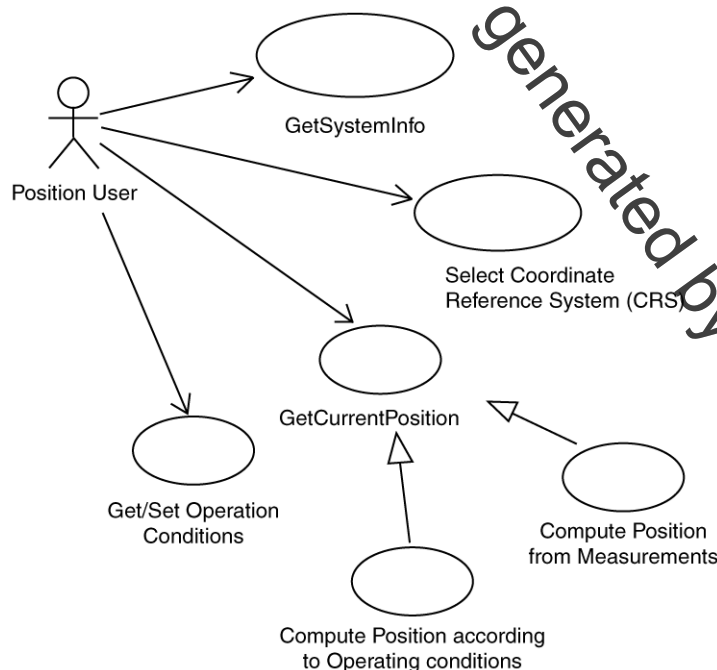 generated by
GetSystemInfo
Position User
Select Coordinate
Reference System (CRS)
GetCurrentPosition
Get/Set Operation
Conditions
Compute Position
from Measurements
Compute Position according
to Operating conditions